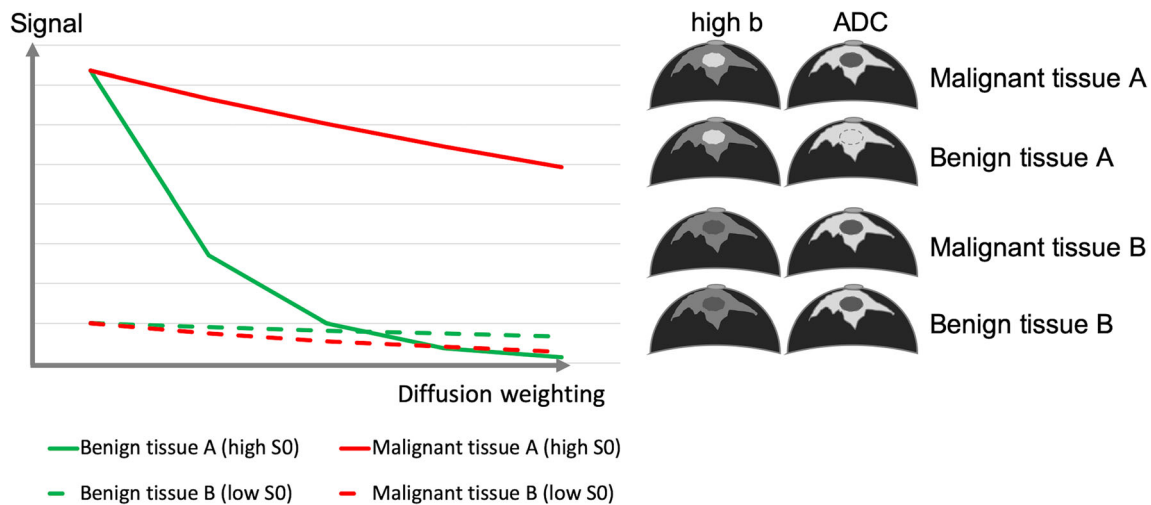 Signal
high b
ADC
Malignant tissue A
Benign tissue A
Malignant tissue B
Benign tissue B
Diffusion weighting
Benign tissue A (high S0)
Malignant tissue A (high S0)
Benign tissue B (low S0)
Malignant tissue B (low S0)